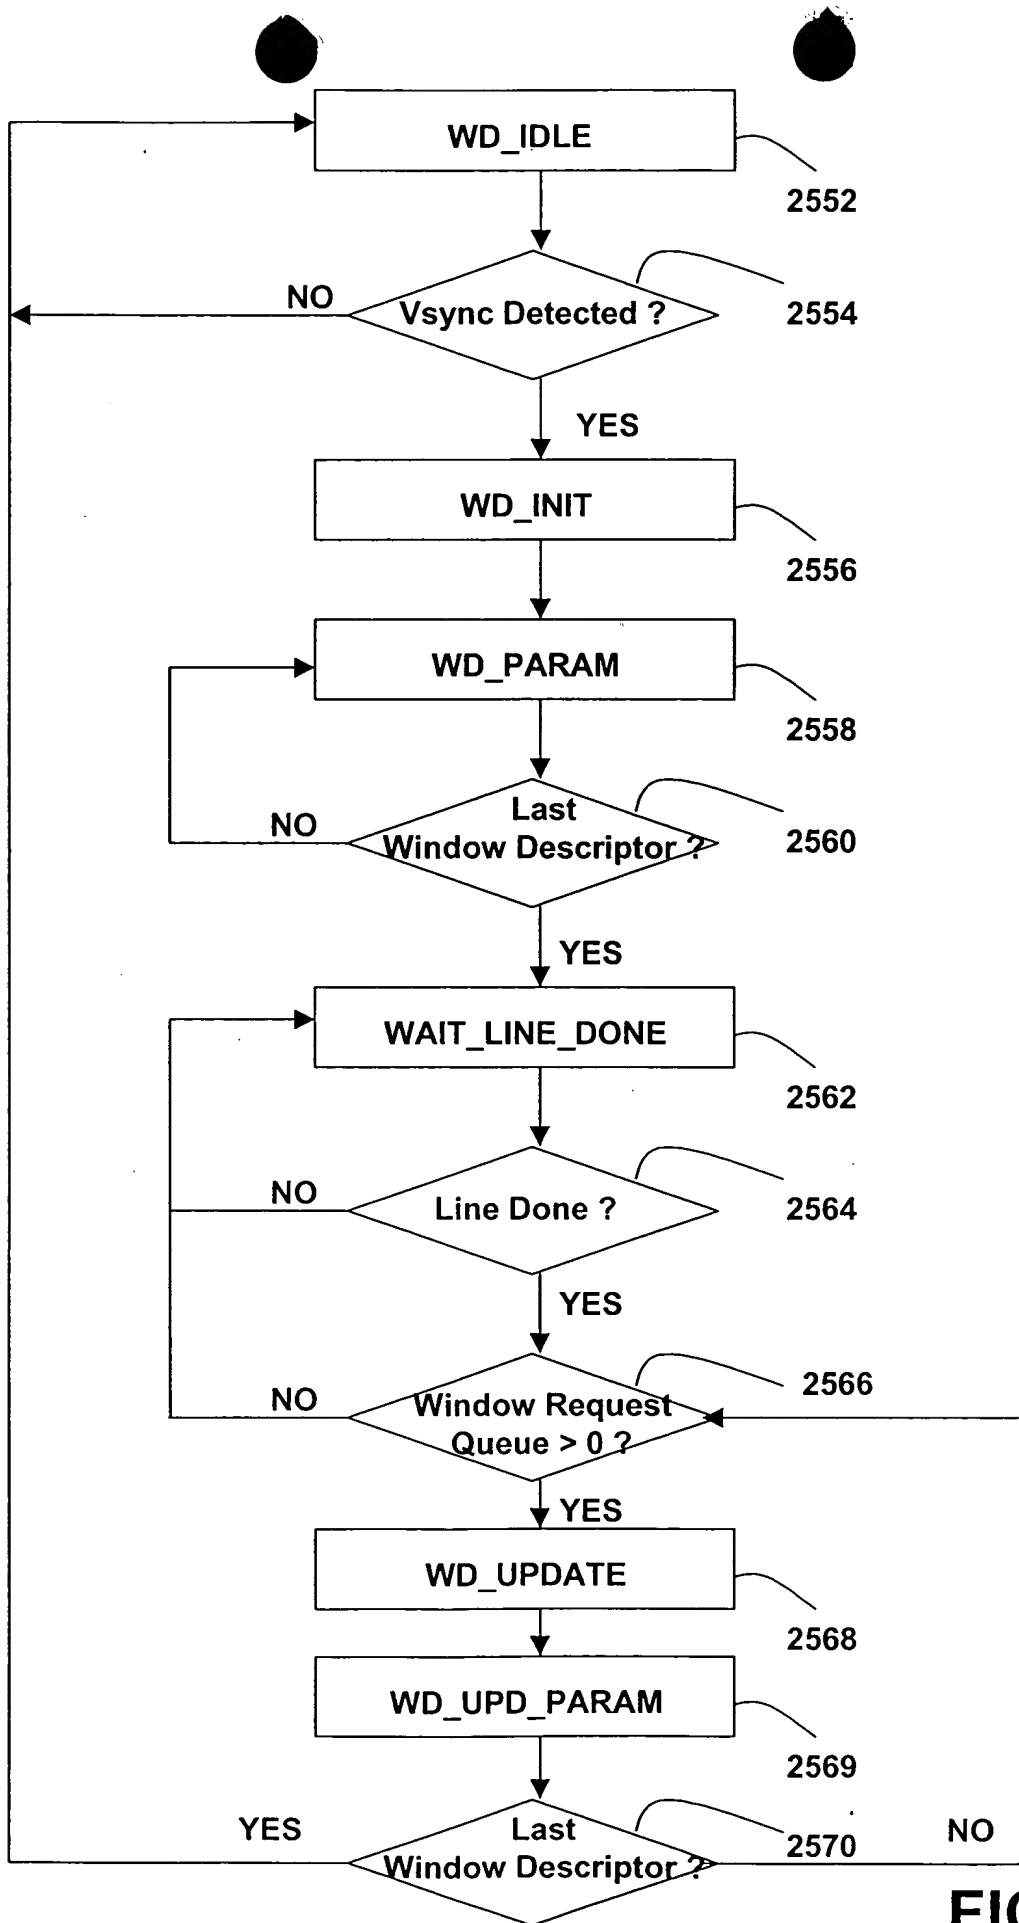 WD_IDLE
2552
NO
Vsync Detected ?
2554
YES
WD_INIT
2556
WD_PARAM
2558
Last
NO
Window Descriptor ?
2560
YES
WAIT_LINE_DONE
2562
NO
Line Done ?
2564
YES
2566
NO
Window Request
Queue > 0 ?
YES
WD_UPDATE
2568
WD_UPD_PARAM
2569
YES
Last
2570
NO
Window Descriptor ?